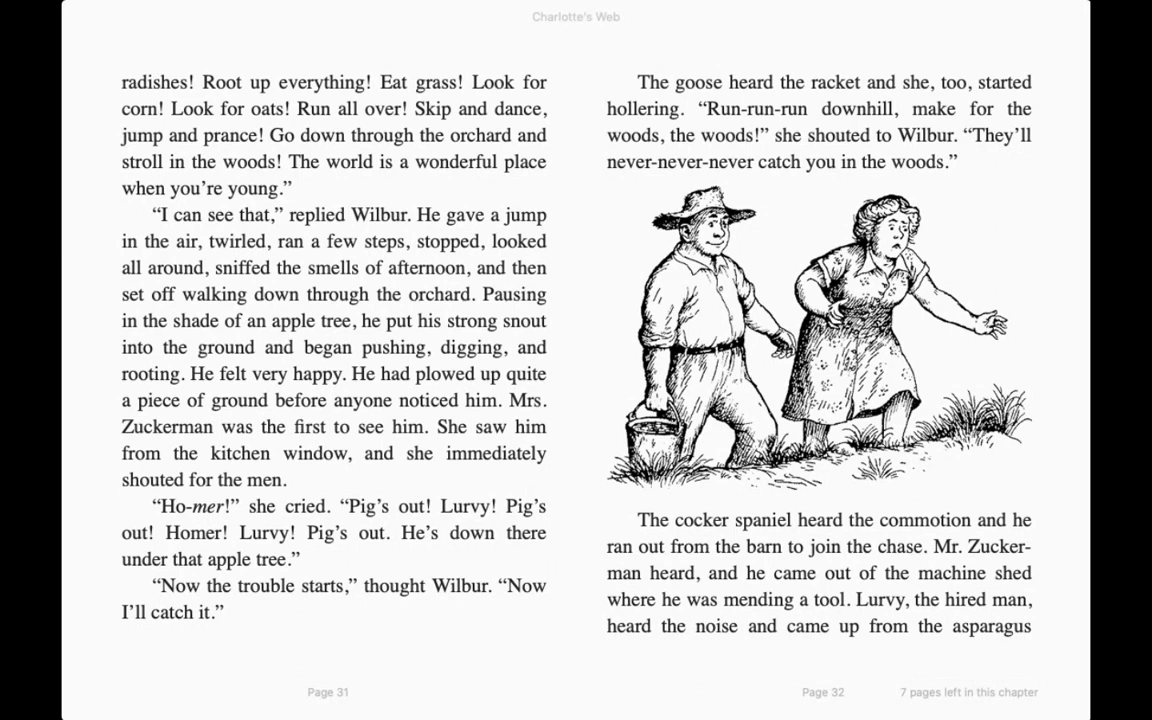 Charlotte's Web
radishes! Root up everything! Eat grass! Look for
corn! Look for oats! Run all over! Skip and dance,
jump and prance! Go down through the orchard and
stroll in the woods! The world is a wonderful place
when you’re young.”
“I can see that,” replied Wilbur. He gave a jump
in the air, twirled, ran a few steps, stopped, looked
all around, sniffed the smells of afternoon, and then
set off walking down through the orchard. Pausing
in the shade of an apple tree, he put his strong snout
into the ground and began pushing, digging, and
rooting. He felt very happy. He had plowed up quite
a piece of ground before anyone noticed him. Mrs.
Zuckerman was the first to see him. She saw him
from the kitchen window, and she immediately
shouted for the men.
“Ho-mer!” she cried. “Pig’s out! Lurvy! Pig’s
out! Homer! Lurvy! Pig’s out. He’s down there
under that apple tree.”
“Now the trouble starts,” thought Wilbur. “Now
I’ll catch it.”
Page 31
The goose heard the racket and she, too, started
hollering. “Run-run-run downhill, make for the
woods, the woods!” she shouted to Wilbur. “They’ll
never-never-never catch you in the woods.”
The cocker spaniel heard the commotion and he
ran out from the barn to join the chase. Mr. Zucker-
man heard, and he came out of the machine shed
where he was mending a tool. Lurvy, the hired man,
heard the noise and came up from the asparagus
Page 32
7 pages left in this chapter